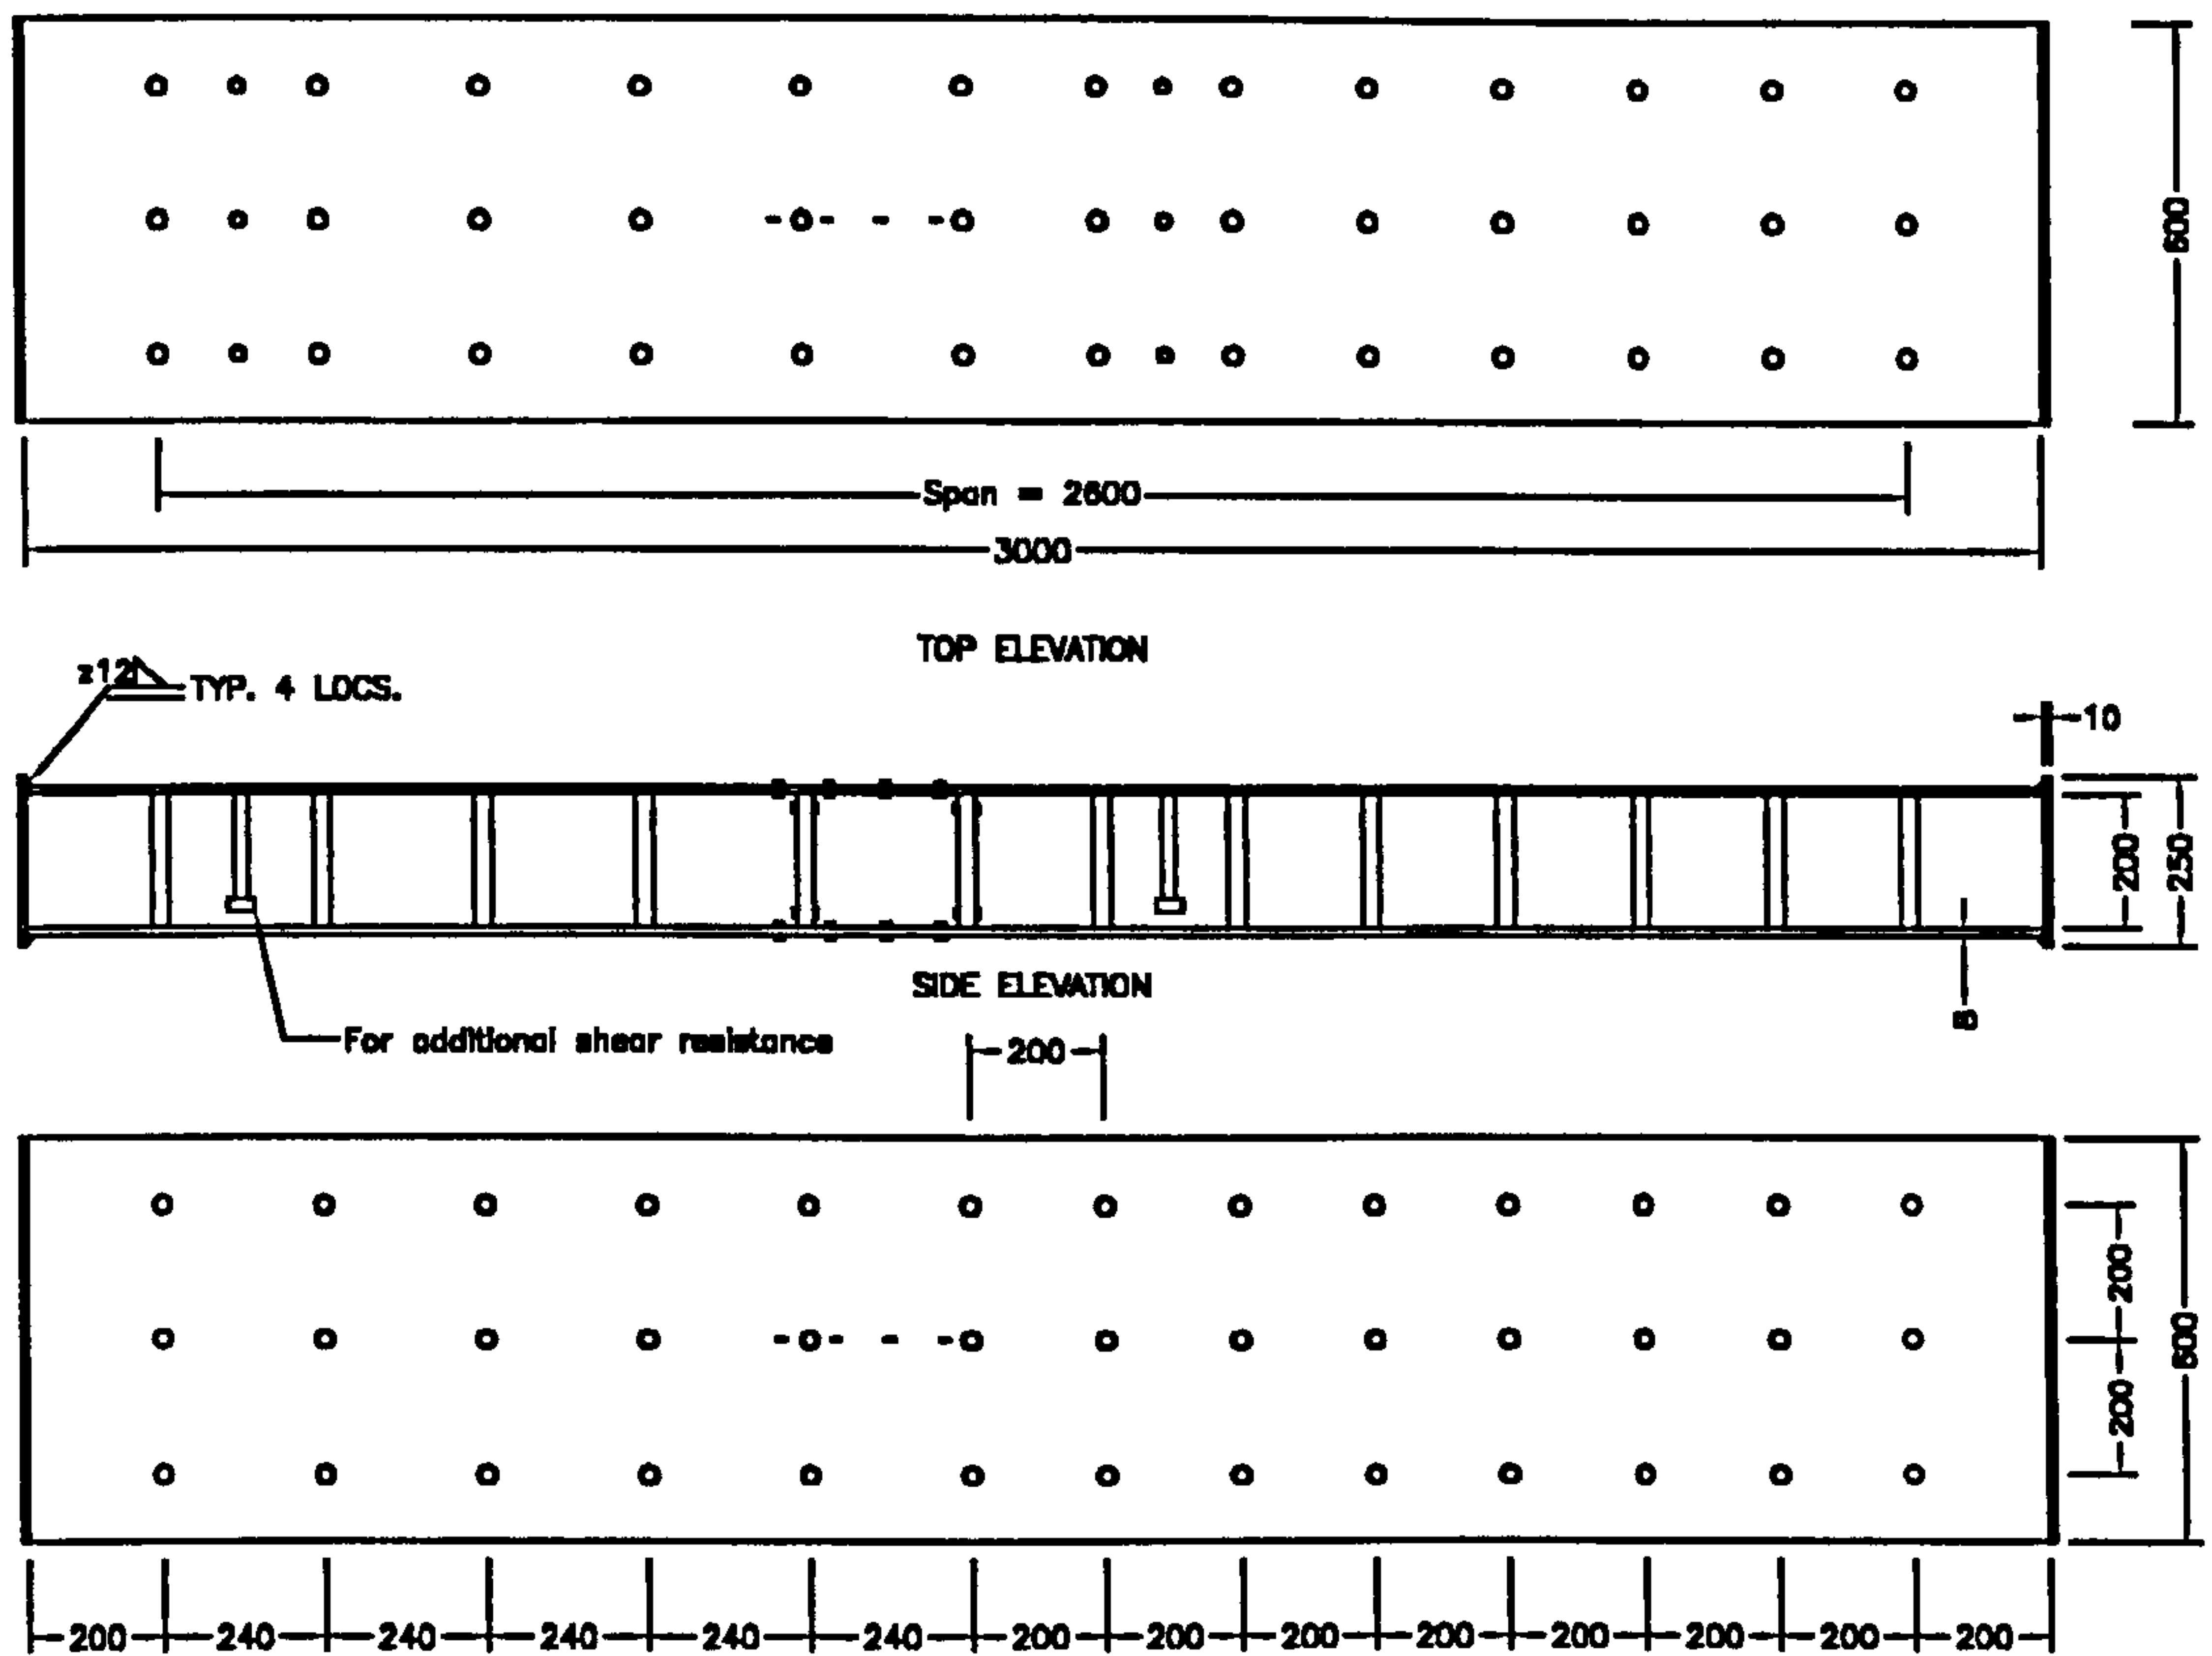 600
Span = 2600
3000
TOP ELEVATION
z12
TYP. 4 LOCS.
10
200
250
SIDE ELEVATION
For additional shear resistance
200
200
200
600
200 240 240 240 240 240 200 200 200 200 200 200 200 200